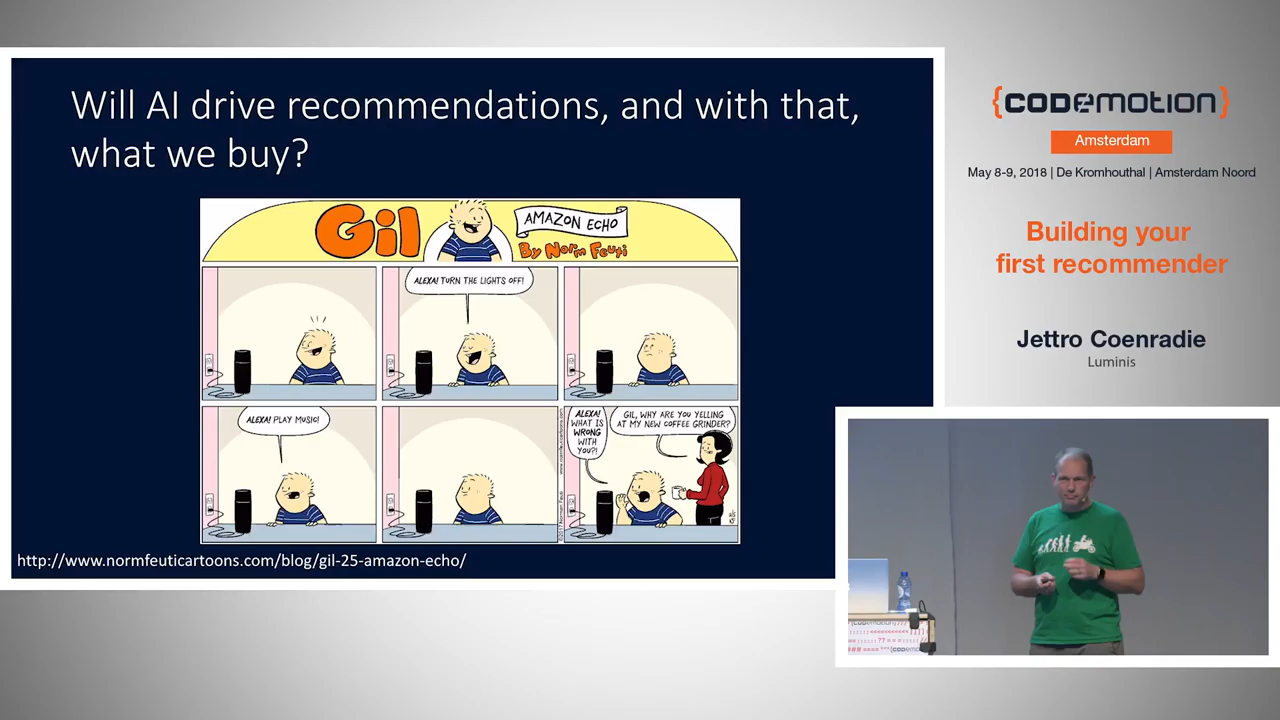 Will AI drive recommendations, and with that,
what we buy?
Gil
AMAZON ECHO
By Norm Feuti
ALEXA! TURN THE LIGHTS OFF!
ALEXA! PLAY MUSIC!
ALEXA!
WHAT IS
WRONG
WITH
YOU?!
GIL, WHY ARE YOU YELLING
AT MY NEW COFFEE GRINDER?
http://www.normfeuticartoons.com/blog/gil-25-amazon-echo/
{CODEMOTION}
Amsterdam
May 8-9, 2018 | De Kromhouthal | Amsterdam Noord
Building your
first recommender
Jettro Coenradie
Luminis